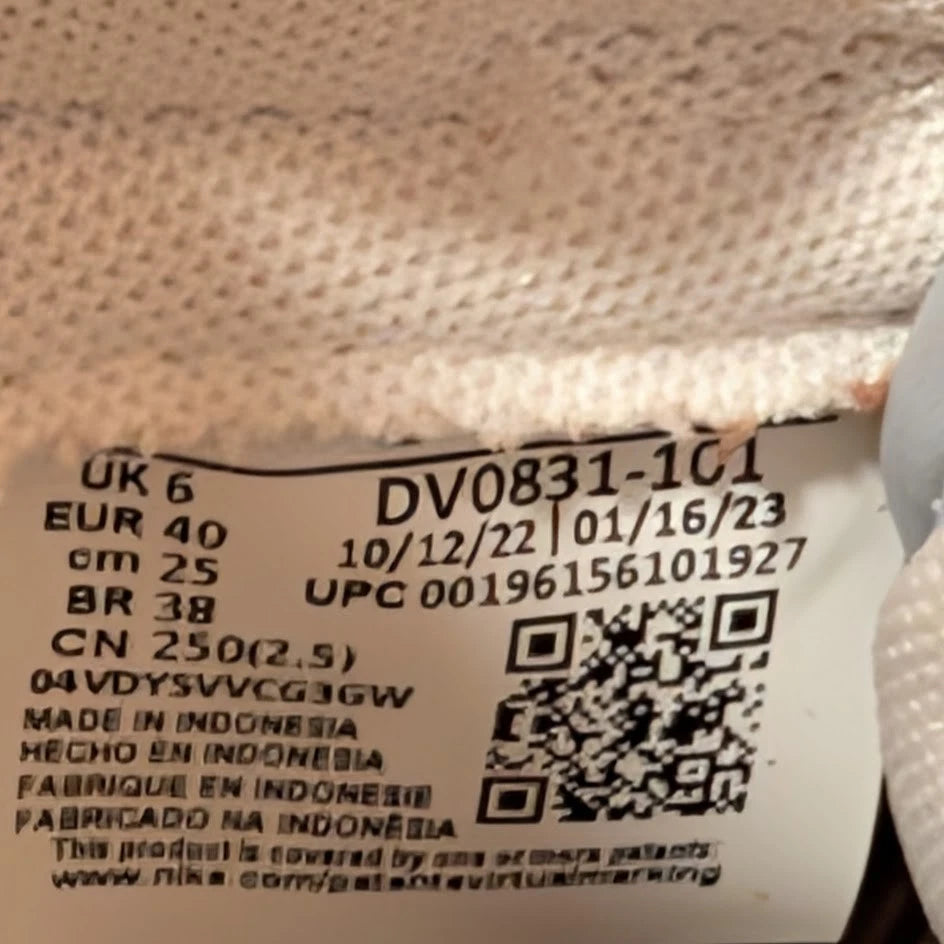 UK 6
EUR 40
cm 25
BR 38
CN 250(2.5)
DV0831-101
10/12/22 | 01/16/23
UPC 00196156101927
04VDYSVVCG3GW
MADE IN INDONESIA
HECHO EN INDONESIA
FABRIQUE EN INDONESIE
FABRICADO NA INDONÉSIA
This product is covered by one or more patents
www.nike.com/patentsvirtualmarking